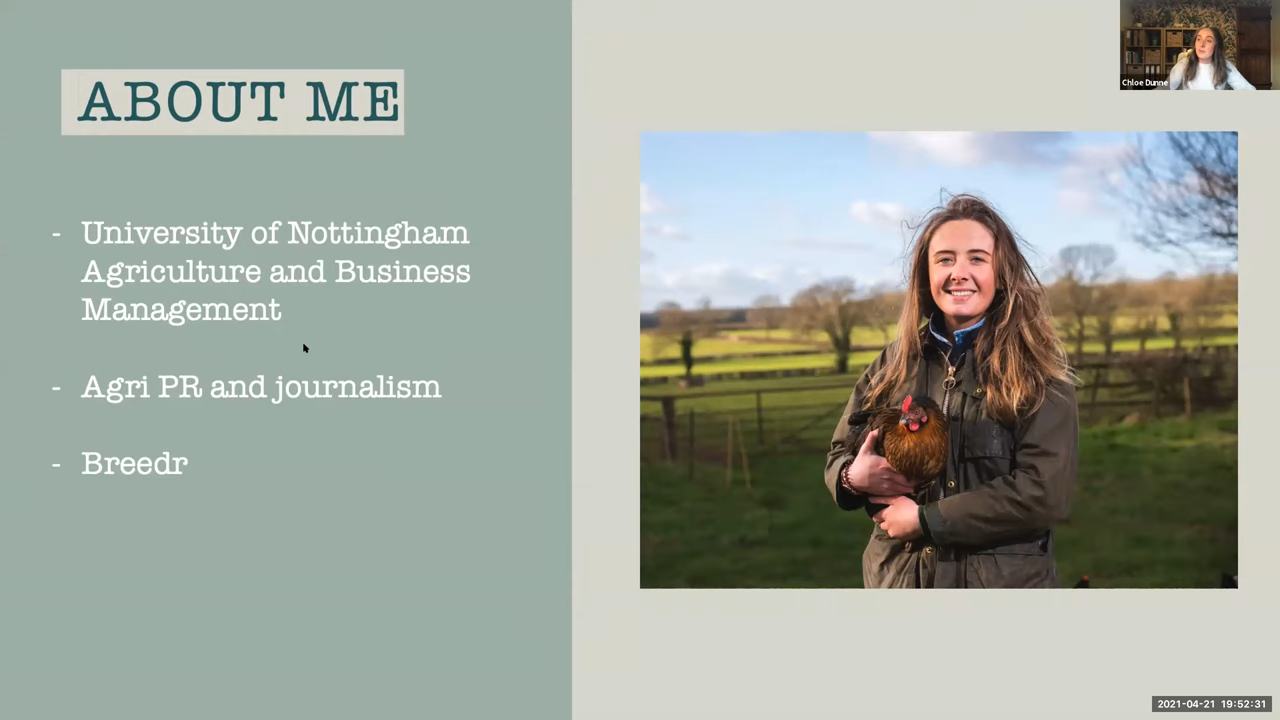 Chloe Dunne
ABOUT ME
- University of Nottingham
Agriculture and Business
Management
- Agri PR and journalism
- Breedr
2021-04-21 19:52:31